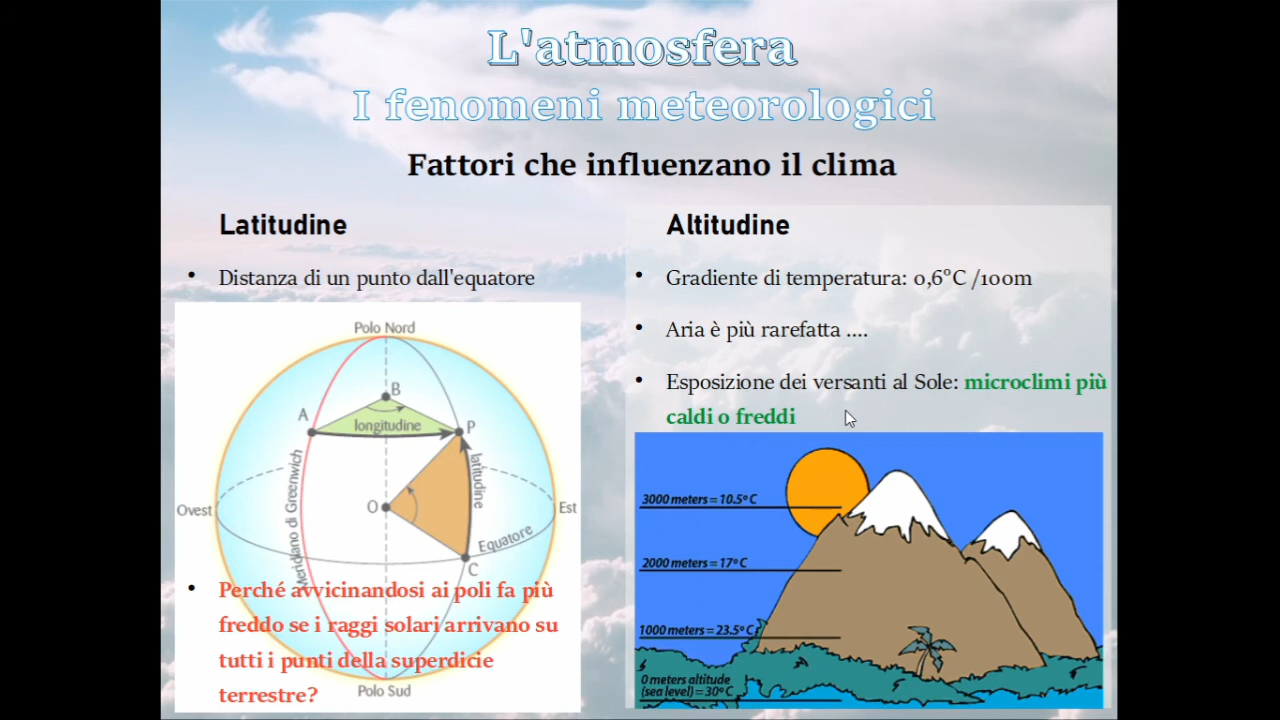 L'atmosfera
I fenomeni meteorologici
Fattori che influenzano il clima
Latitudine
• Distanza di un punto dall'equatore
Polo Nord
B
A
longitudine
P
latitudine
Meridiano di Greenwich
O
Ovest
Est
Equatore
C
• Perché avvicinandosi ai poli fa più
freddo se i raggi solari arrivano su
tutti i punti della superdicie
terrestre?
Polo Sud
Altitudine
• Gradiente di temperatura: 0,6°C /100m
• Aria è più rarefatta ....
• Esposizione dei versanti al Sole: microclimi più
caldi o freddi
3000 meters = 10.5º C
2000 meters = 17º C
1000 meters = 23.5º C
0 meters altitude
(sea level) = 30º C